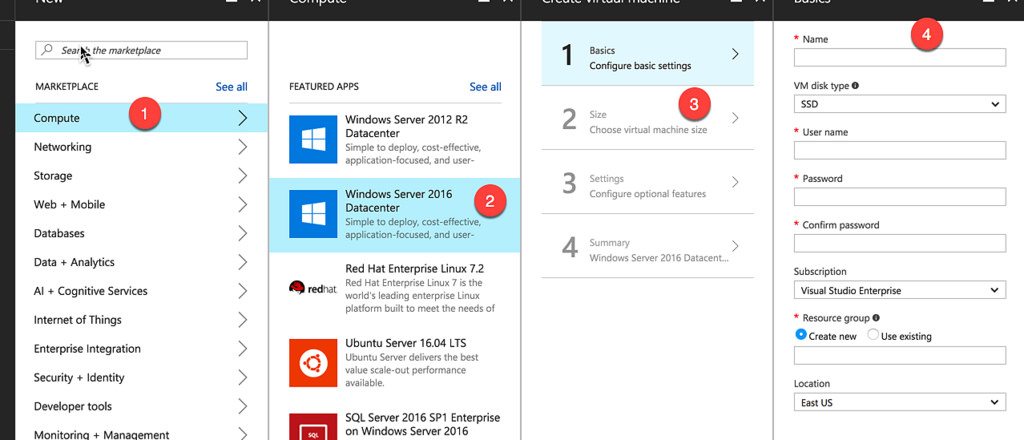 New
Search the marketplace
MARKETPLACE
See all
Compute
1
Networking
Storage
Web + Mobile
Databases
Data + Analytics
AI + Cognitive Services
Internet of Things
Enterprise Integration
Security + Identity
Developer tools
Monitoring + Management
Compute
FEATURED APPS
See all
Windows Server 2012 R2
Datacenter
Simple to deploy, cost-effective,
application-focused, and user-
Windows Server 2016
Datacenter
2
Simple to deploy, cost-effective,
application-focused, and user-
redhat
Red Hat Enterprise Linux 7.2
Red Hat Enterprise Linux 7 is the
world's leading enterprise Linux
platform built to meet the needs of
Ubuntu Server 16.04 LTS
Ubuntu Server delivers the best
value scale-out performance
available.
SQL
SQL Server 2016 SP1 Enterprise
on Windows Server 2016
Create virtual machine
1
Basics
Configure basic settings
3
2
Size
Choose virtual machine size
3
Settings
Configure optional features
4
Summary
Windows Server 2016 Datacent...
Basics
4
* Name
VM disk type
SSD
* User name
* Password
* Confirm password
Subscription
Visual Studio Enterprise
* Resource group
Create new Use existing
Location
East US